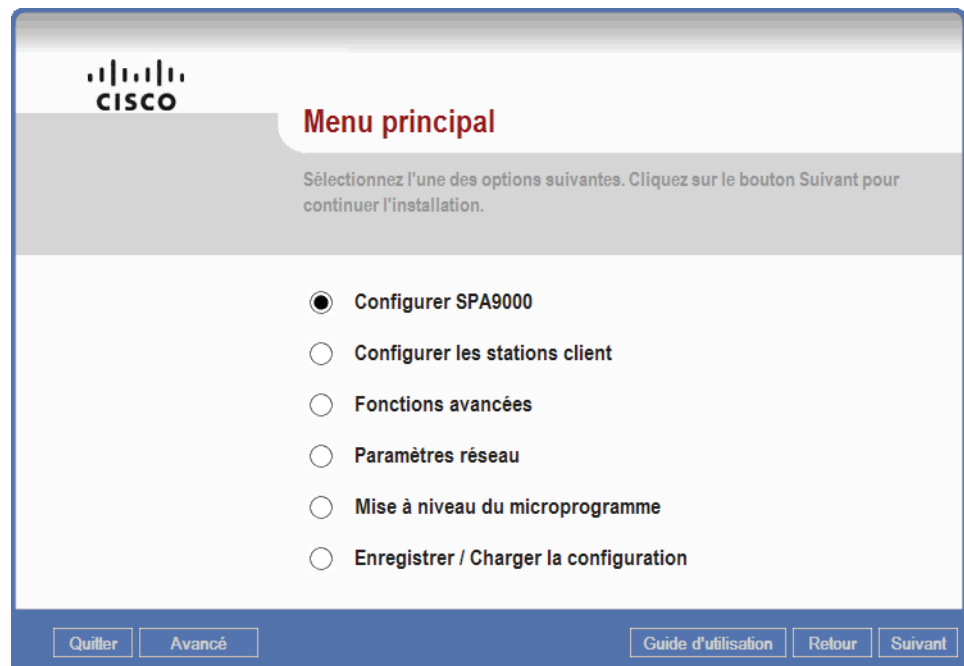 CISCO
Menu principal
Sélectionnez l'une des options suivantes. Cliquez sur le bouton Suivant pour
continuer l'installation.
Configurer SPA9000
Configurer les stations client
Fonctions avancées
Paramètres réseau
Mise à niveau du microprogramme
Enregistrer / Charger la configuration
Quitter Avancé Guide d'utilisation Retour Suivant